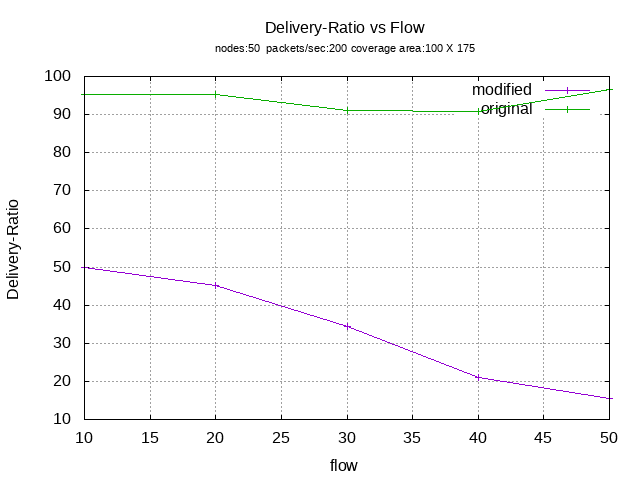 Delivery-Ratio vs Flow
nodes:50 packets/sec:200 coverage area:100 X 175
100
90
80
70
60
50
40
30
20
10
Delivery-Ratio
modified
original
10 15 20 25 30 35 40 45 50
flow